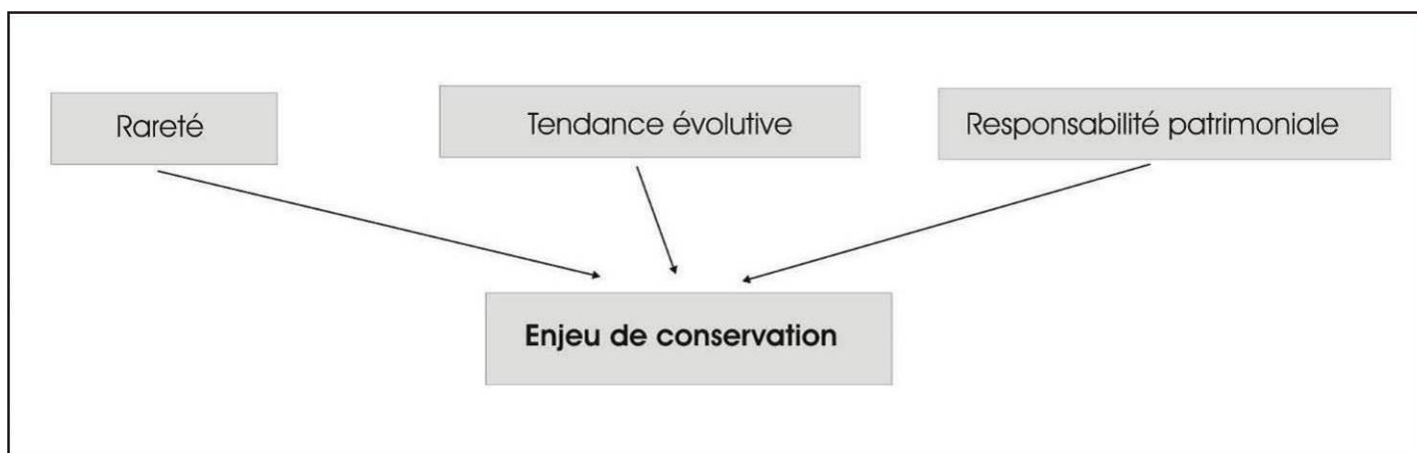 Rareté
Tendance évolutive
Responsabilité patrimoniale
Enjeu de conservation